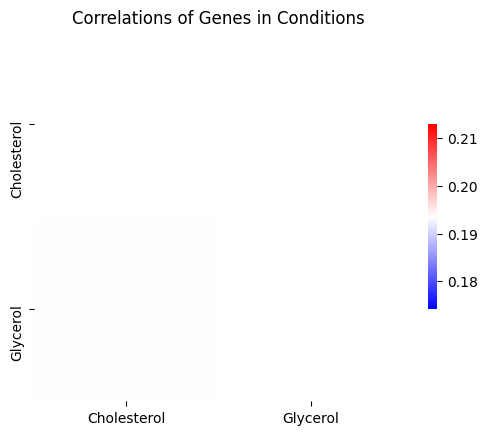 Correlations of Genes in Conditions
Cholesterol
Glycerol
Cholesterol
Glycerol
0.21
0.20
0.19
0.18